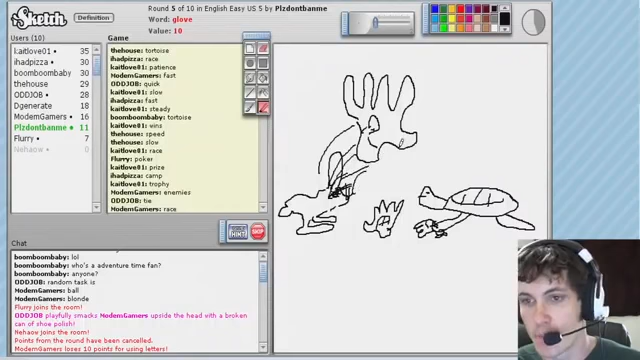 iSketch
Definition
Round 5 of 10 in English Easy US 5 by Plzdontbanme
Word: glove
Value: 10
Users (10)
kaitlove01 • 35
ihadpizza • 30
boomboombaby 30
thehouse 29
ODDJOB • 28
Dgenerate 18
ModemGamers • 16
Plzdontbanme • 11
Flurry • 7
Nehaow • 0
Game
thehouse: tortoise
ihadpizza: race
kaitlove01: patience
ModemGamers: fast
ODDJOB: quick
kaitlove01: slow
ihadpizza: fast
kaitlove01: steady
boomboombaby: tortoise
kaitlove01: wins
thehouse: speed
thehouse: slow
kaitlove01: race
Flurry: poker
kaitlove01: prize
ihadpizza: camp
kaitlove01: trophy
ModemGamers: enemies
ODDJOB: tie
ModemGamers: race
HINT
STOP
Chat
boomboombaby: lol
boomboombaby: who's a adventure time fan?
boomboombaby: anyone?
ODDJOB: random task is
ModemGamers: ball
ModemGamers: blonde
Flurry joins the room!
ODDJOB playfully smacks ModemGamers upside the head with a broken
can of shoe polish!
Nehaow joins the room!
Points from the round have been cancelled.
ModemGamers loses 10 points for using letters!